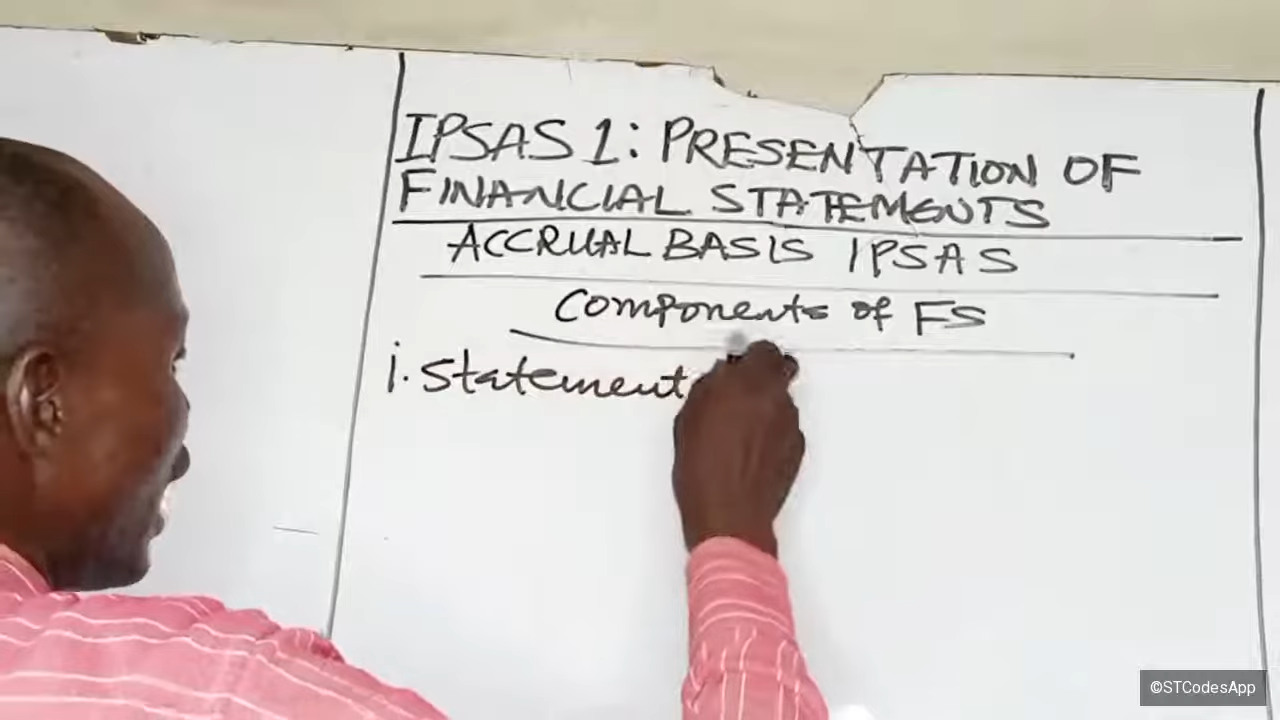 IPSAS 1: PRESENTATION OF
FINANCIAL STATEMENTS
ACCRUAL BASIS IPSAS
Components of FS
i. Statement
©STCodesApp